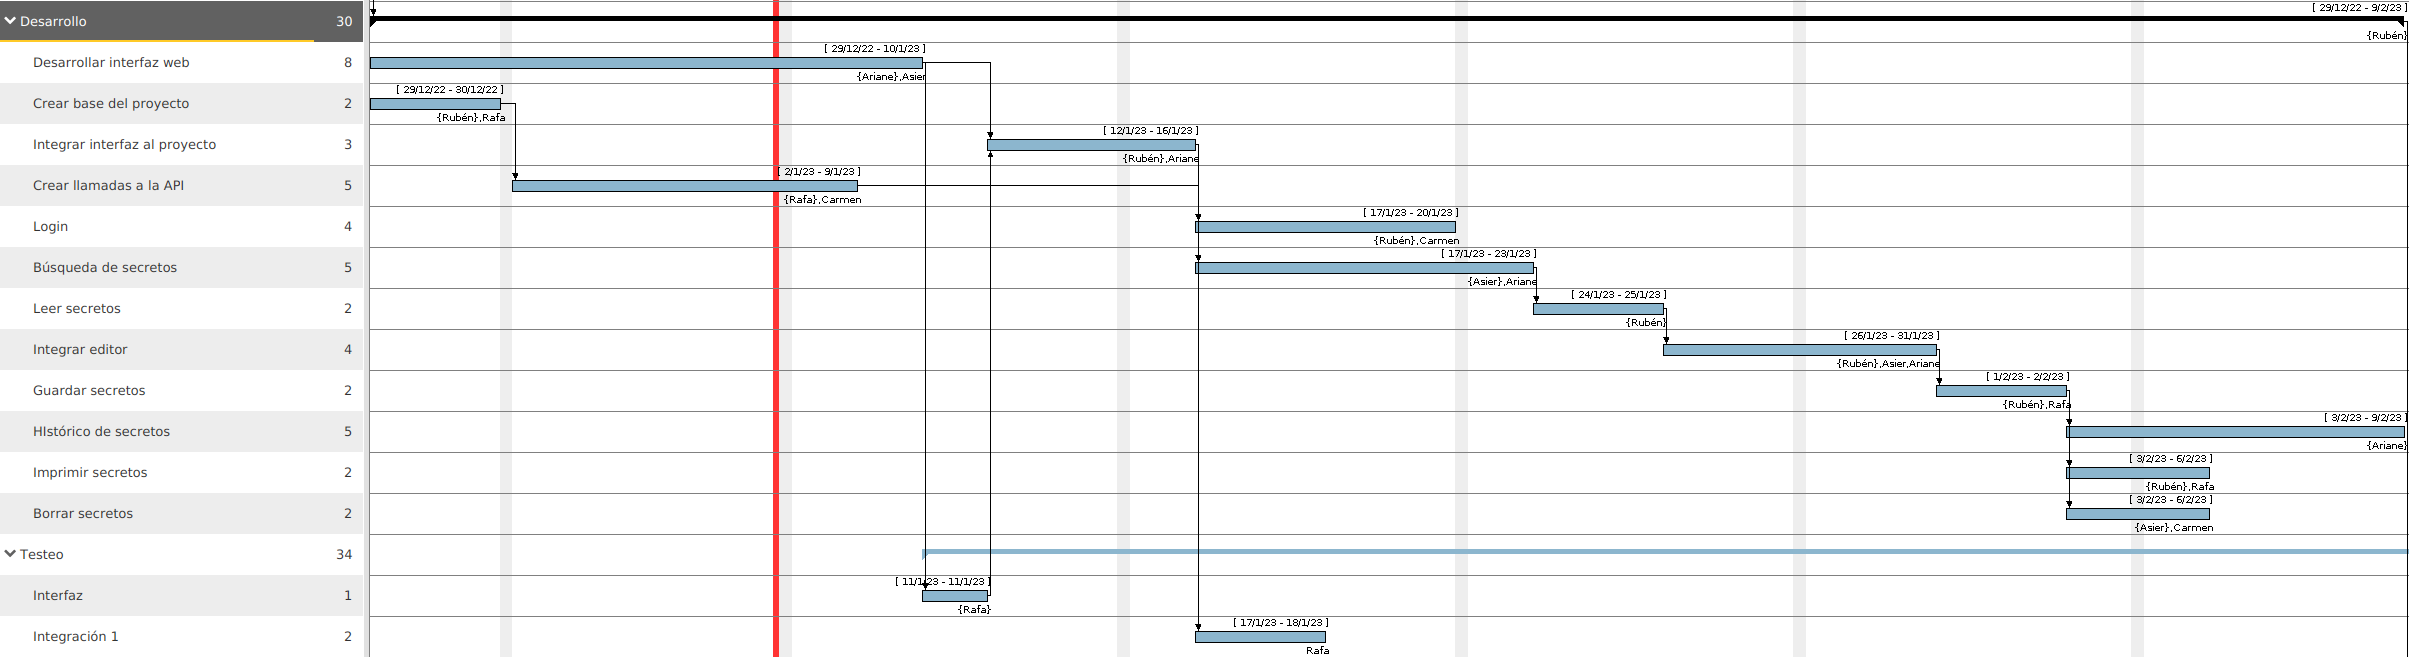 Desarrollo 30 [ 29/12/22 - 9/2/23 ]
{Rubén}
Desarrollar interfaz web 8 [ 29/12/22 - 10/1/23 ]
{Ariane},Asier
Crear base del proyecto 2 [ 29/12/22 - 30/12/22 ]
{Rubén},Rafa
Integrar interfaz al proyecto 3 [ 12/1/23 - 16/1/23 ]
{Rubén},Ariane
Crear llamadas a la API 5 [ 2/1/23 - 9/1/23 ]
{Rafa},Carmen
Login 4 [ 17/1/23 - 20/1/23 ]
{Rubén},Carmen
Búsqueda de secretos 5 [ 17/1/23 - 23/1/23 ]
{Asier},Ariane
Leer secretos 2 [ 24/1/23 - 25/1/23 ]
{Rubén}
Integrar editor 4 [ 26/1/23 - 31/1/23 ]
{Rubén},Asier,Ariane
Guardar secretos 2 [ 1/2/23 - 2/2/23 ]
{Rubén},Rafa
HIstórico de secretos 5 [ 3/2/23 - 9/2/23 ]
{Ariane}
Imprimir secretos 2 [ 3/2/23 - 6/2/23 ]
{Rubén},Rafa
Borrar secretos 2 [ 3/2/23 - 6/2/23 ]
{Asier},Carmen
Testeo 34
Interfaz 1 [ 11/1/23 - 11/1/23 ]
{Rafa}
Integración 1 2 [ 17/1/23 - 18/1/23 ]
Rafa